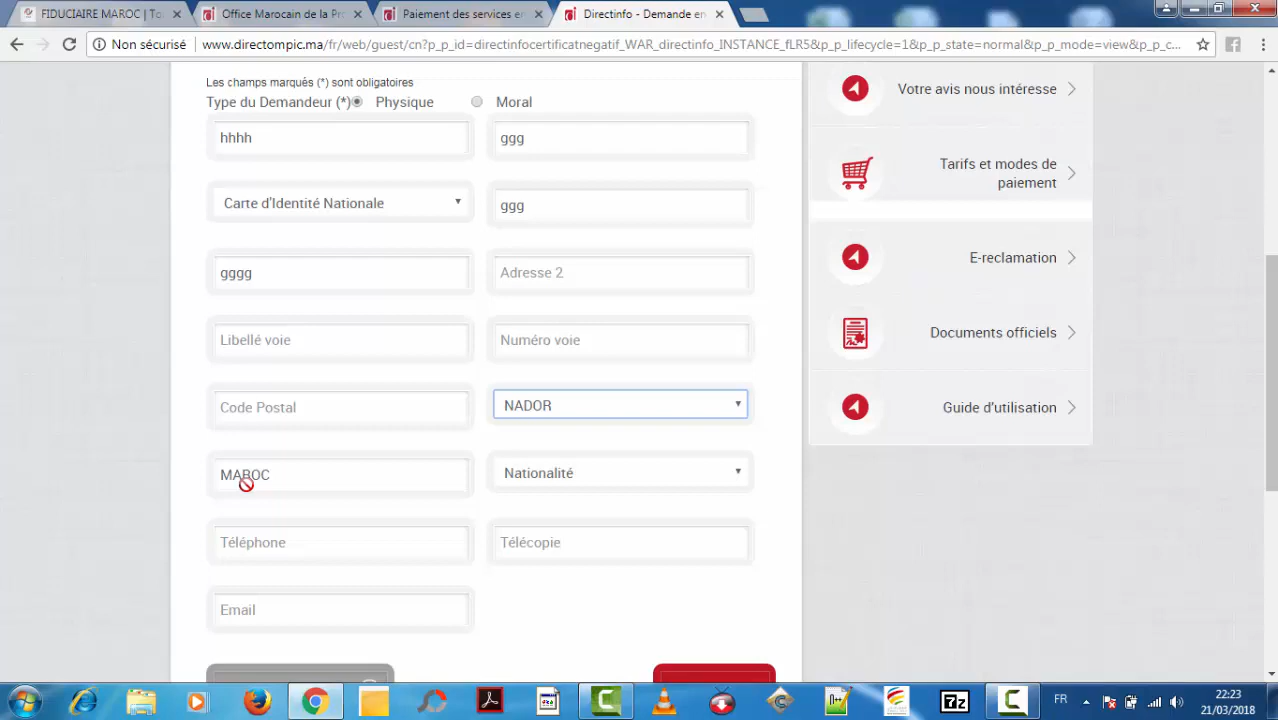 FIDUCIAIRE MAROC | To
Office Marocain de la Pro
Paiement des services en
Directinfo - Demande en
Non sécurisé
www.directompic.ma/fr/web/guest/cn?p_p_id=directinfocertificatnegatif_WAR_directinfo_INSTANCE_fLR5&p_p_lifecycle=1&p_p_state=normal&p_p_mode=view&p_p_c...
Les champs marqués (*) sont obligatoires
Type du Demandeur (*) Physique Moral
hhhh
ggg
Carte d'Identité Nationale
ggg
gggg
Adresse 2
Libellé voie
Numéro voie
Code Postal
NADOR
MAROC
Nationalité
Téléphone
Télécopie
Email
Votre avis nous intéresse
Tarifs et modes de
paiement
E-reclamation
Documents officiels
Guide d'utilisation
7z
FR
22:23
21/03/2018